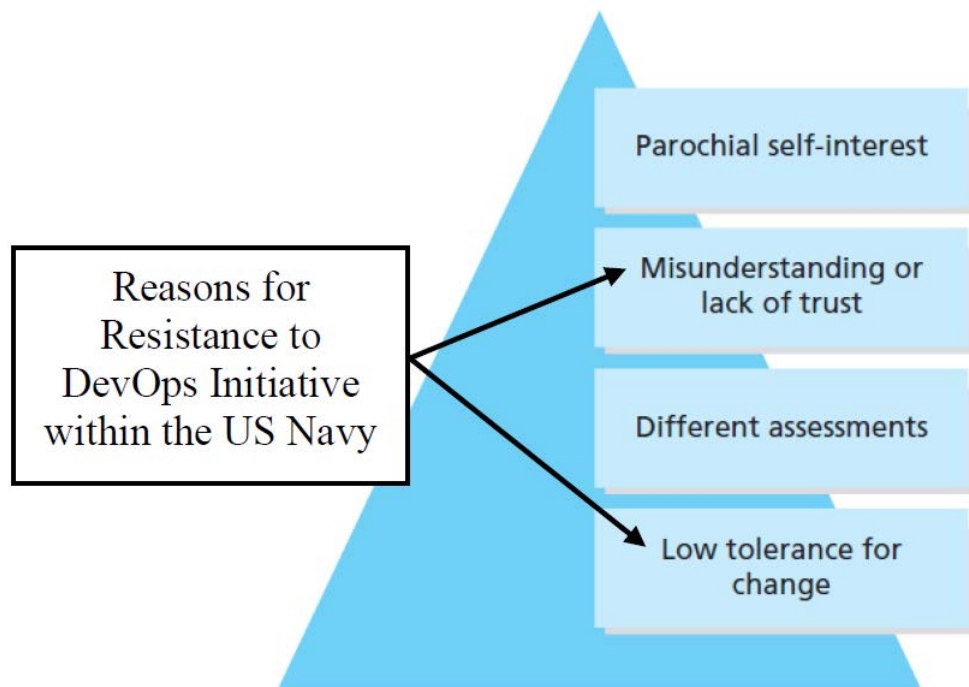 Parochial self-interest
Reasons for
Resistance to
DevOps Initiative
within the US Navy
Misunderstanding or
lack of trust
Different assessments
Low tolerance for
change